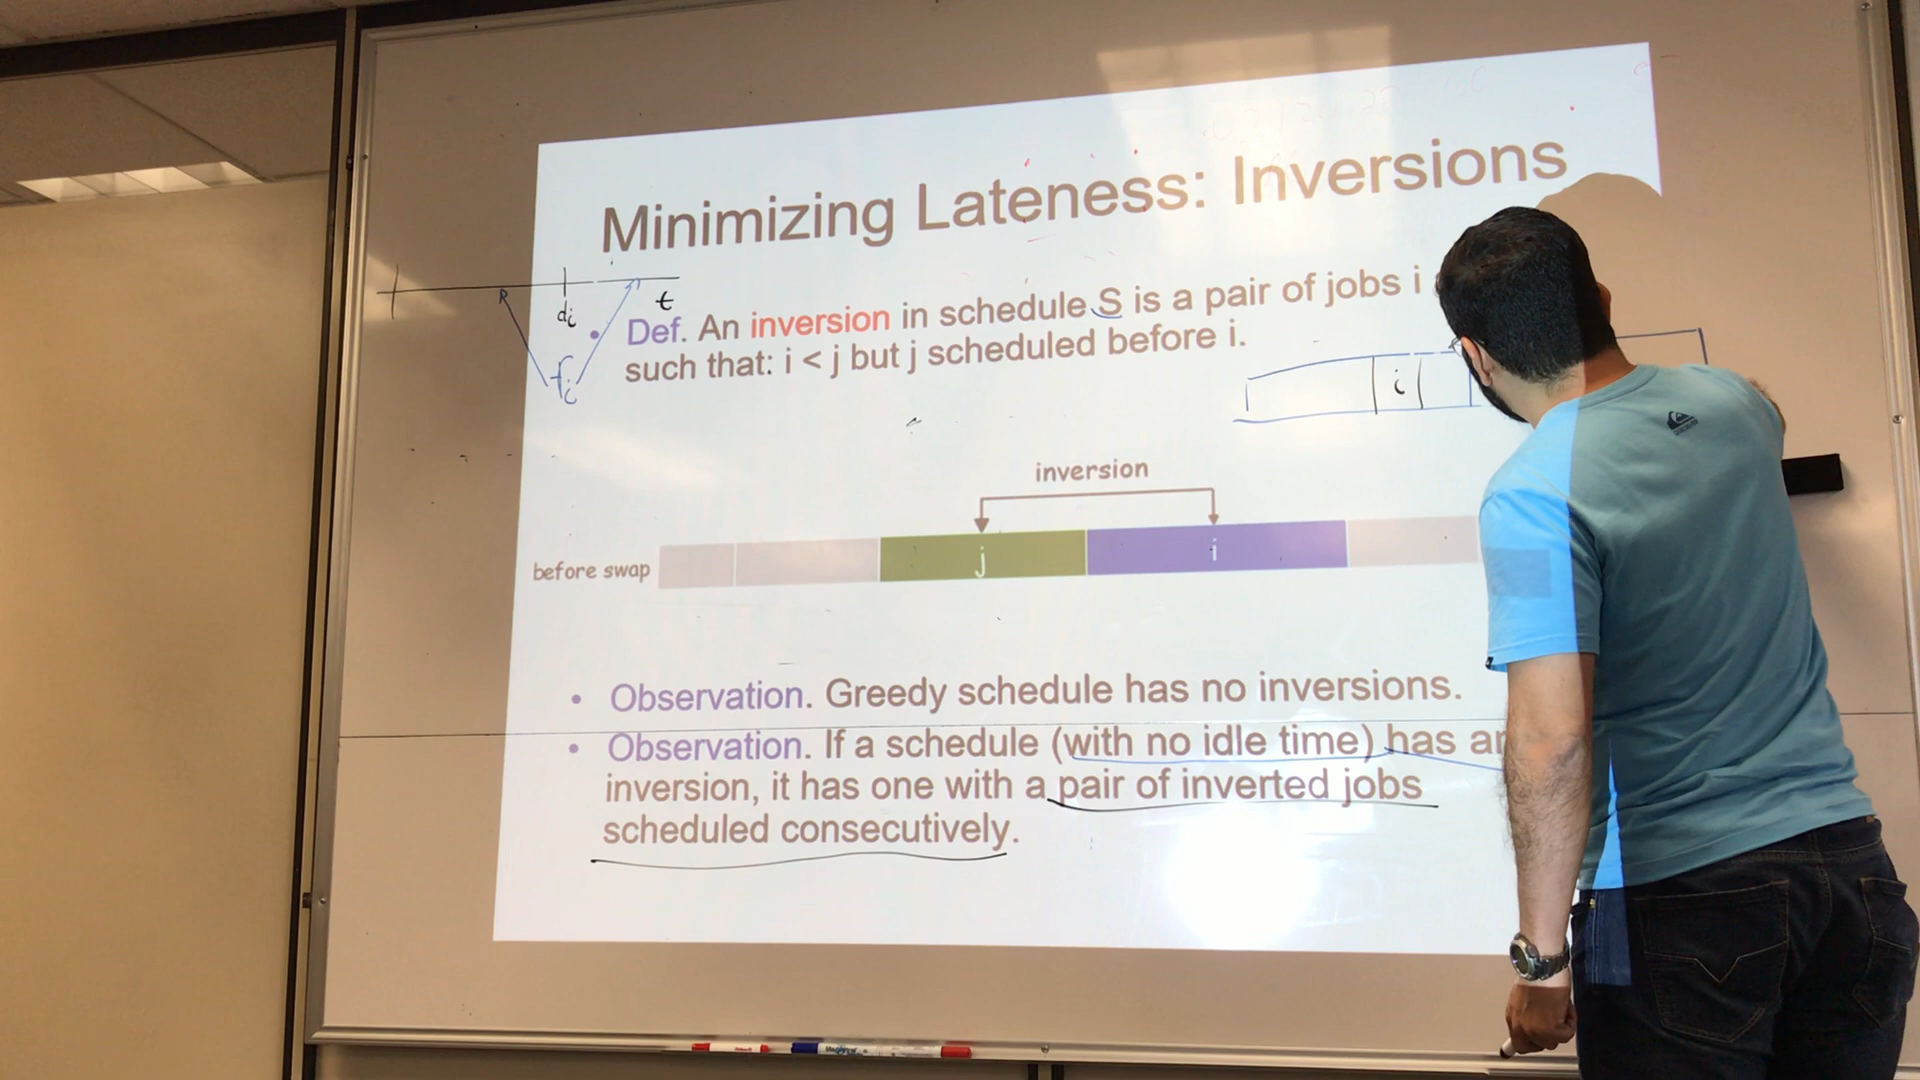 Minimizing Lateness: Inversions
di
t
fi
• Def. An inversion in schedule S is a pair of jobs i
such that: i < j but j scheduled before i.
i
inversion
before swap
j
i
• Observation. Greedy schedule has no inversions.
• Observation. If a schedule (with no idle time) has an
inversion, it has one with a pair of inverted jobs
scheduled consecutively.